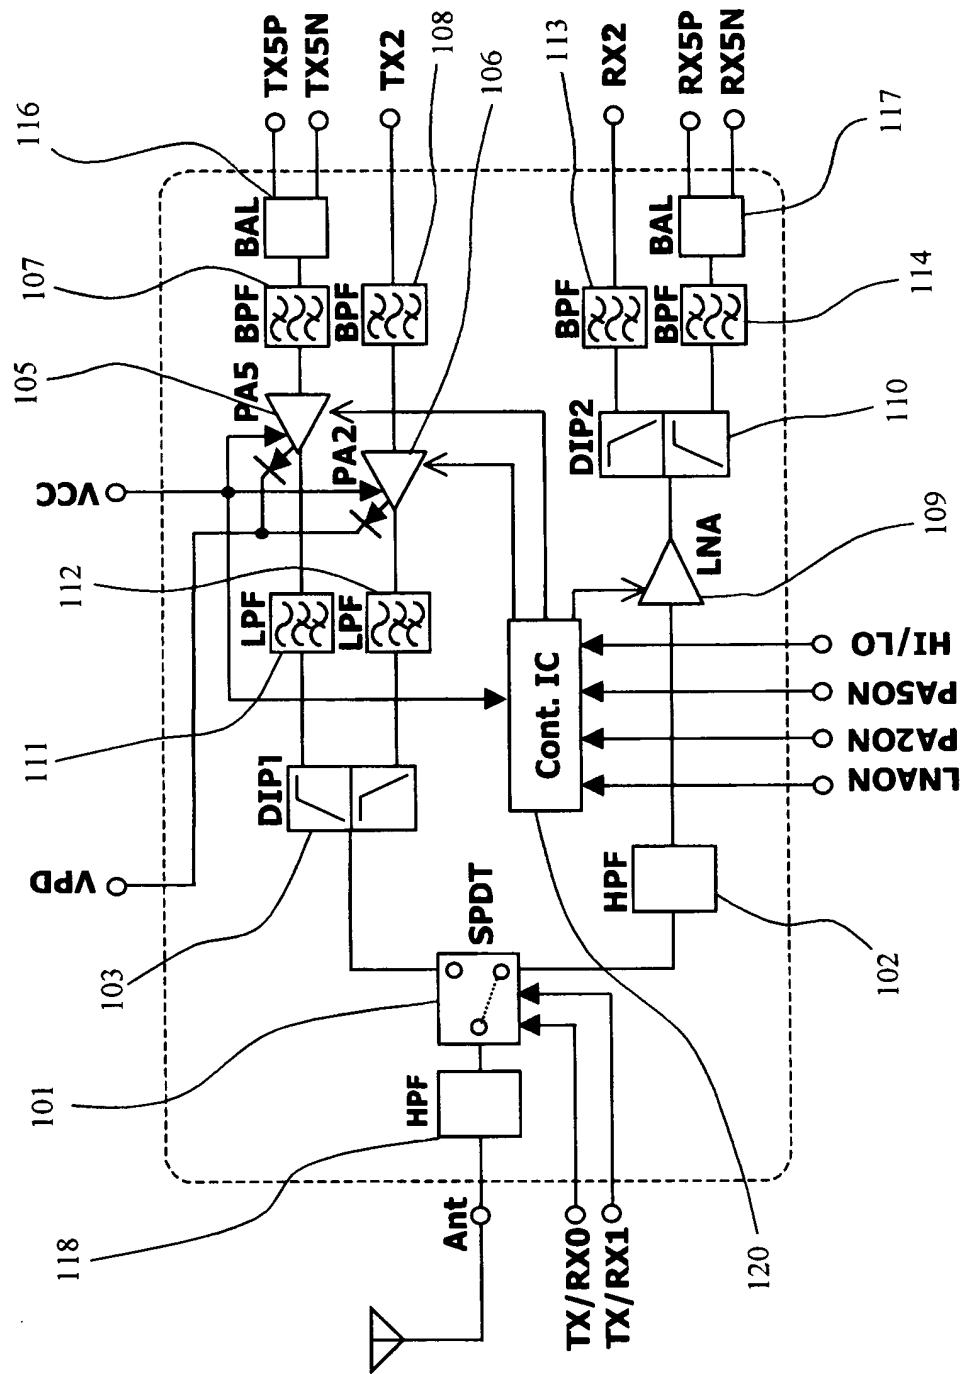 TX5P
TX5N
TX2
RX2
RX5P
RX5N
116
108
106
113
117
107
BAL
BPF
BPF
BPF
BPF
BAL
114
105
PA5
PA2
DIP2
110
VCC
112
LPF
LPF
LNA
109
Cont. IC
HI/LO
PA5ON
PA2ON
LNAON
111
DIP1
VPD
103
SPDT
HPF
102
101
HPF
118
Ant
TX/RX0
TX/RX1
120